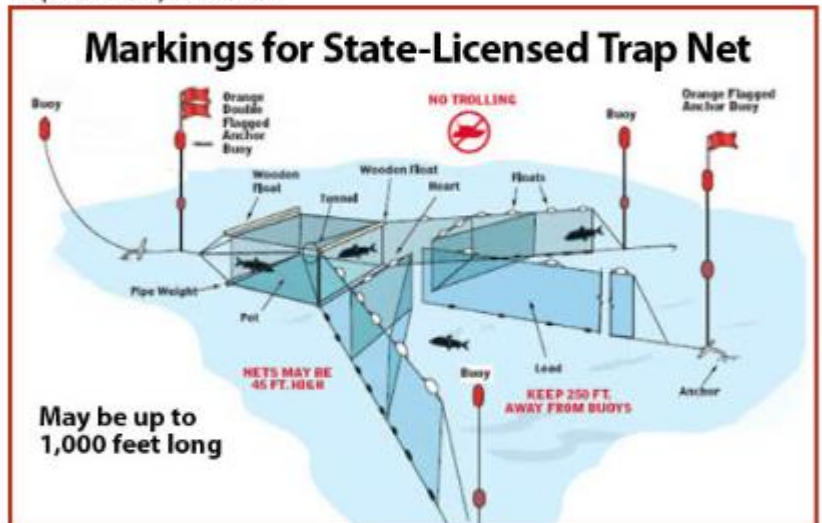 Markings for State-Licensed Trap Net
Buoy
Orange
Double
Flagged
Anchor
Buoy
NO TROLLING
Buoy
Orange Flagged
Anchor Buoy
Wooden
Float
Tunnel
Wooden Float
Heart
Floats
Pipe Weight
Pot
NETS MAY BE
45 FT. HIGH
Buoy
Lead
KEEP 250 FT.
AWAY FROM BUOYS
Anchor
May be up to
1,000 feet long